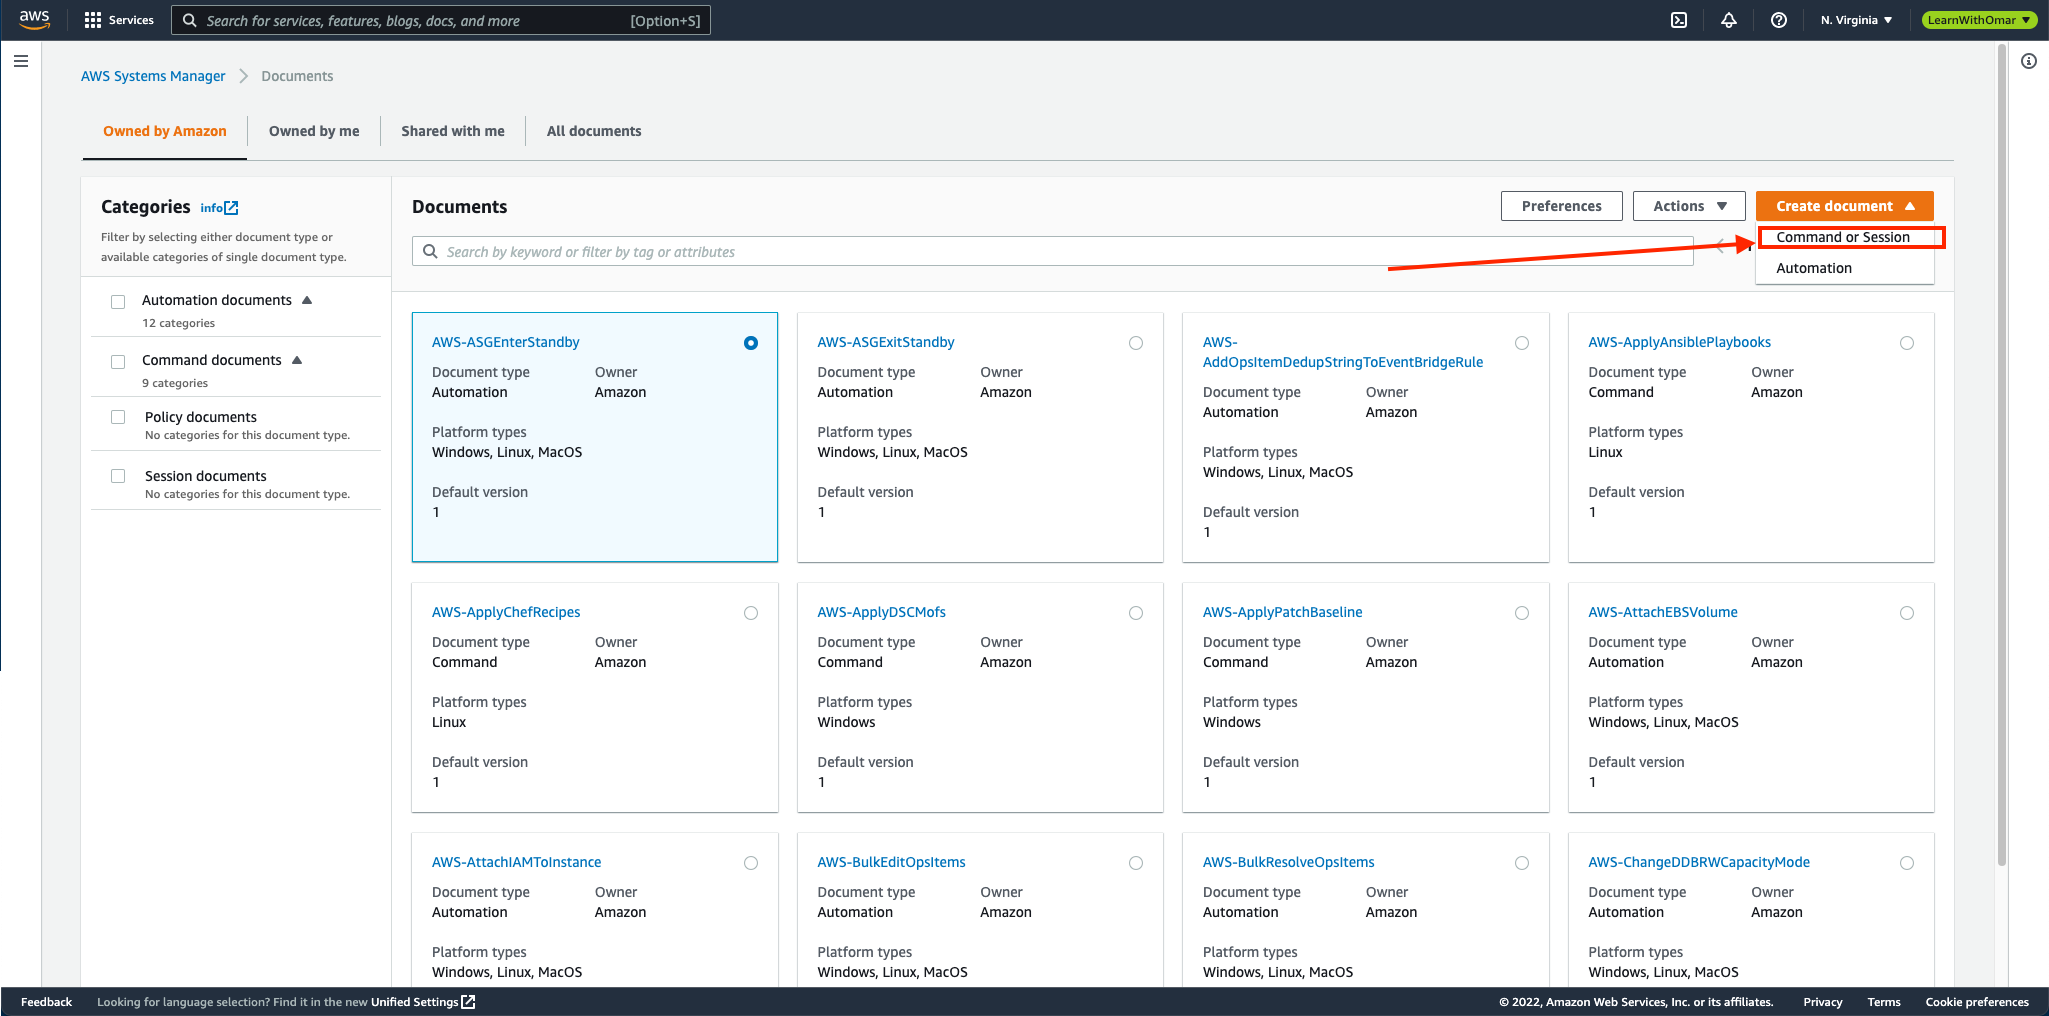 aws
Services
Search for services, features, blogs, docs, and more
[Option+S]
N. Virginia
LearnWithOmar
AWS Systems Manager
Documents
Owned by Amazon
Owned by me
Shared with me
All documents
Categories info
Filter by selecting either document type or
available categories of single document type.
Automation documents
12 categories
Command documents
9 categories
Policy documents
No categories for this document type.
Session documents
No categories for this document type.
Documents
Preferences
Actions
Create document
Command or Session
Automation
Search by keyword or filter by tag or attributes
AWS-ASGEnterStandby
Document type
Automation
Owner
Amazon
Platform types
Windows, Linux, MacOS
Default version
1
AWS-ASGExitStandby
Document type
Automation
Owner
Amazon
Platform types
Windows, Linux, MacOS
Default version
1
AWS-
AddOpsItemDedupStringToEventBridgeRule
Document type
Automation
Owner
Amazon
Platform types
Windows, Linux, MacOS
Default version
1
AWS-ApplyAnsiblePlaybooks
Document type
Command
Owner
Amazon
Platform types
Linux
Default version
1
AWS-ApplyChefRecipes
Document type
Command
Owner
Amazon
Platform types
Linux
Default version
1
AWS-ApplyDSCMofs
Document type
Command
Owner
Amazon
Platform types
Windows
Default version
1
AWS-ApplyPatchBaseline
Document type
Command
Owner
Amazon
Platform types
Windows
Default version
1
AWS-AttachEBSVolume
Document type
Automation
Owner
Amazon
Platform types
Windows, Linux, MacOS
Default version
1
AWS-AttachIAMToInstance
Document type
Automation
Owner
Amazon
Platform types
Windows, Linux, MacOS
AWS-BulkEditOpsItems
Document type
Automation
Owner
Amazon
Platform types
Windows, Linux, MacOS
AWS-BulkResolveOpsItems
Document type
Automation
Owner
Amazon
Platform types
Windows, Linux, MacOS
AWS-ChangeDDBRWCapacityMode
Document type
Automation
Owner
Amazon
Platform types
Windows, Linux, MacOS
Feedback
Looking for language selection? Find it in the new Unified Settings
© 2022, Amazon Web Services, Inc. or its affiliates.
Privacy
Terms
Cookie preferences